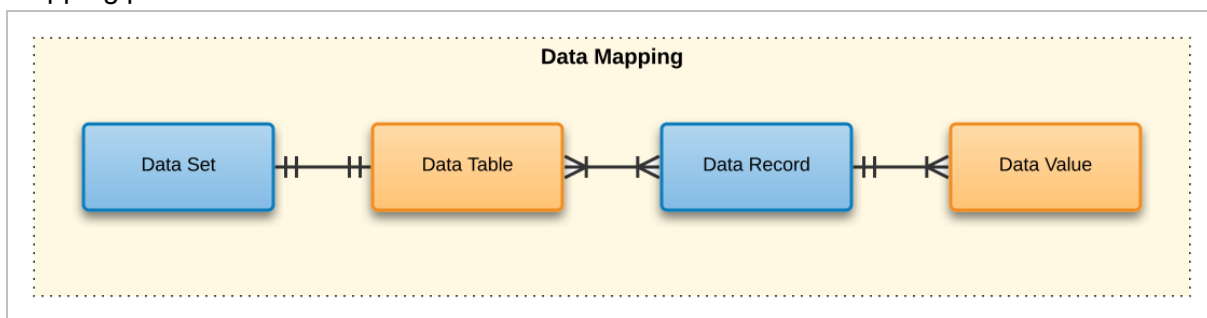 Data Mapping
Data Set
Data Table
Data Record
Data Value